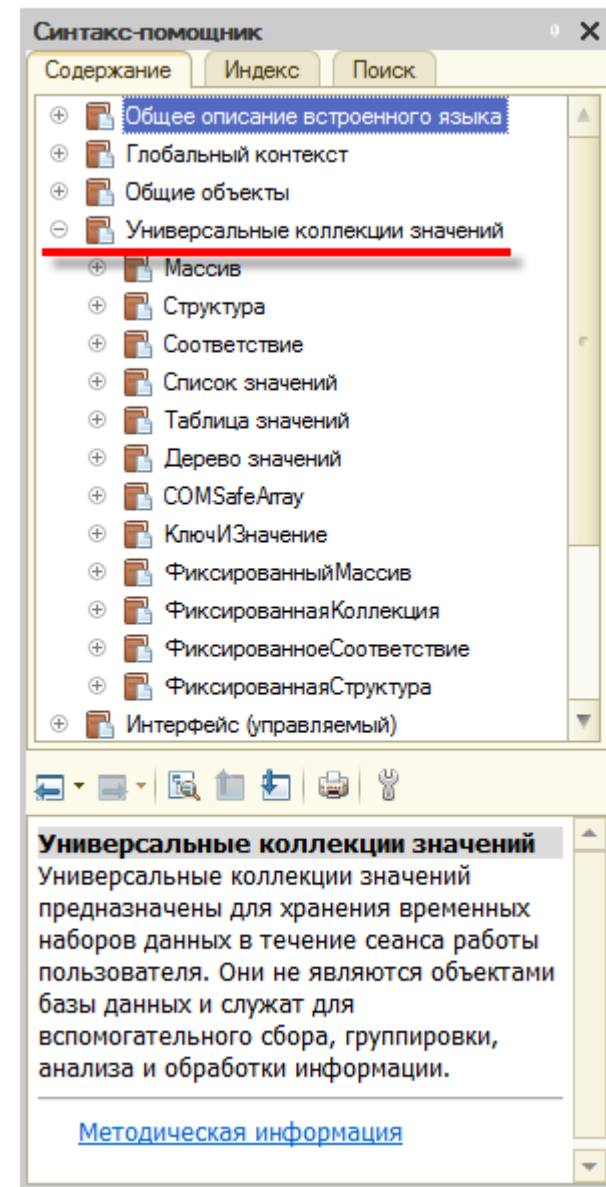 Синтакс-помощник
Содержание Индекс Поиск
Общее описание встроенного языка
Глобальный контекст
Общие объекты
Универсальные коллекции значений
Массив
Структура
Соответствие
Список значений
Таблица значений
Дерево значений
COMSafeArray
КлючИЗначение
ФиксированныйМассив
ФиксированнаяКоллекция
ФиксированноеСоответствие
ФиксированнаяСтруктура
Интерфейс (управляемый)
Универсальные коллекции значений
Универсальные коллекции значений
предназначены для хранения временных
наборов данных в течение сеанса работы
пользователя. Они не являются объектами
базы данных и служат для
вспомогательного сбора, группировки,
анализа и обработки информации.
Методическая информация